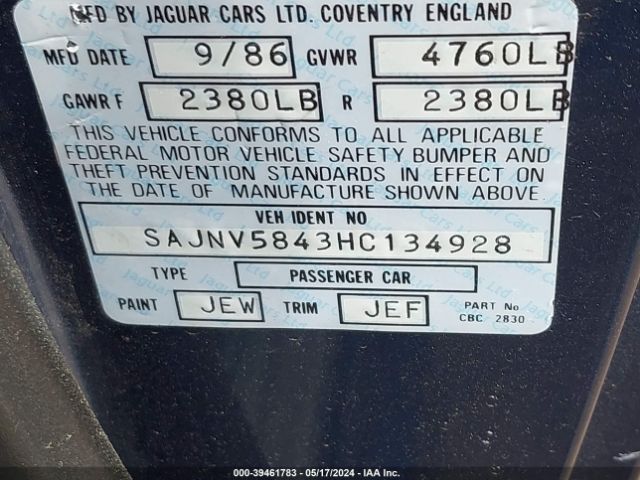 MFD BY JAGUAR CARS LTD. COVENTRY ENGLAND
MFD DATE 9/86 GVWR 4760LB
GAWR F 2380LB R 2380LB
THIS VEHICLE CONFORMS TO ALL APPLICABLE
FEDERAL MOTOR VEHICLE SAFETY BUMPER AND
THEFT PREVENTION STANDARDS IN EFFECT ON
THE DATE OF MANUFACTURE SHOWN ABOVE.
VEH IDENT NO
SAJNV5843HC134928
TYPE PASSENGER CAR
PAINT JEW TRIM JEF PART No
CBC 2830
000-39461783 - 05/17/2024 - IAA Inc.